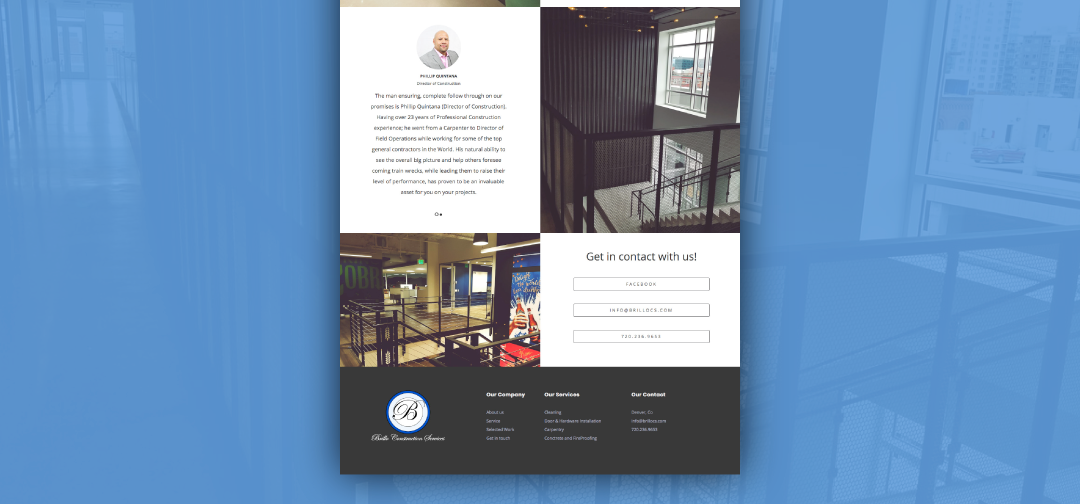 PHILLIP QUINTANA
Director of Construction
The man ensuring, complete follow through on our
promises is Phillip Quintana (Director of Construction).
Having over 23 years of Professional Construction
experience; he went from a Carpenter to Director of
Field Operations while working for some of the top
general contractors in the World. His natural ability to
see the overall big picture and help others foresee
coming train wrecks, while leading them to raise their
level of performance, has proven to be an invaluable
asset for you on your projects.
Get in contact with us!
FACEBOOK
INFO@BRILLOCS.COM
720.236.9653
B
Brillo Construction Services
Our Company
About us
Service
Selected Work
Get in touch
Our Services
Cleaning
Door & Hardware Installation
Carpentry
Concrete and FireProofing
Our Contact
Denver, Co
info@brillocs.com
720.236.9653